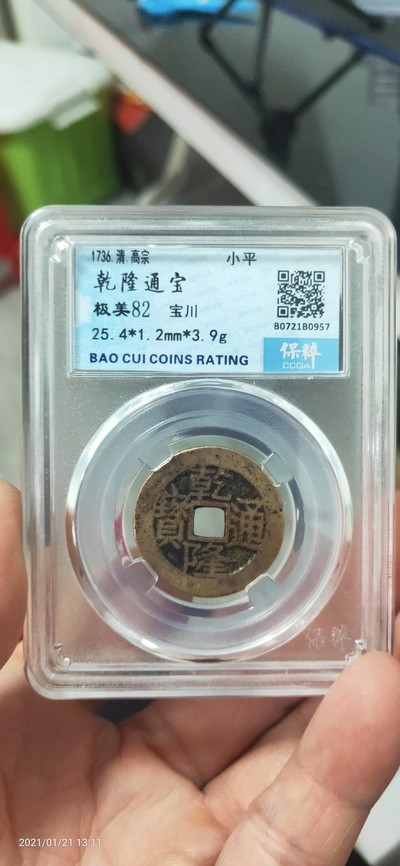 1736.清.高宗 小平
乾隆通宝
极美82 宝川
25.4*1.2mm*3.9g
B0721B0957
BAO CUI COINS RATING
保粹
CCGA
乾隆通寶
保粹
2021/01/21 13:11